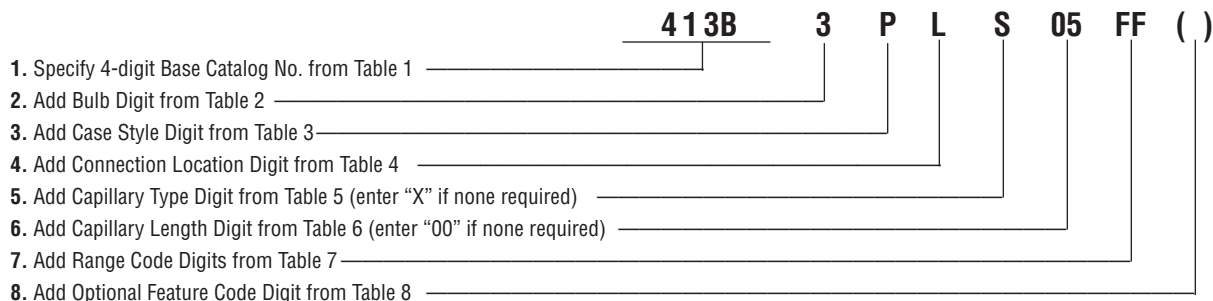 413B 3 P L S 05 FF ( )
1. Specify 4-digit Base Catalog No. from Table 1
2. Add Bulb Digit from Table 2
3. Add Case Style Digit from Table 3
4. Add Connection Location Digit from Table 4
5. Add Capillary Type Digit from Table 5 (enter “X” if none required)
6. Add Capillary Length Digit from Table 6 (enter “00” if none required)
7. Add Range Code Digits from Table 7
8. Add Optional Feature Code Digit from Table 8